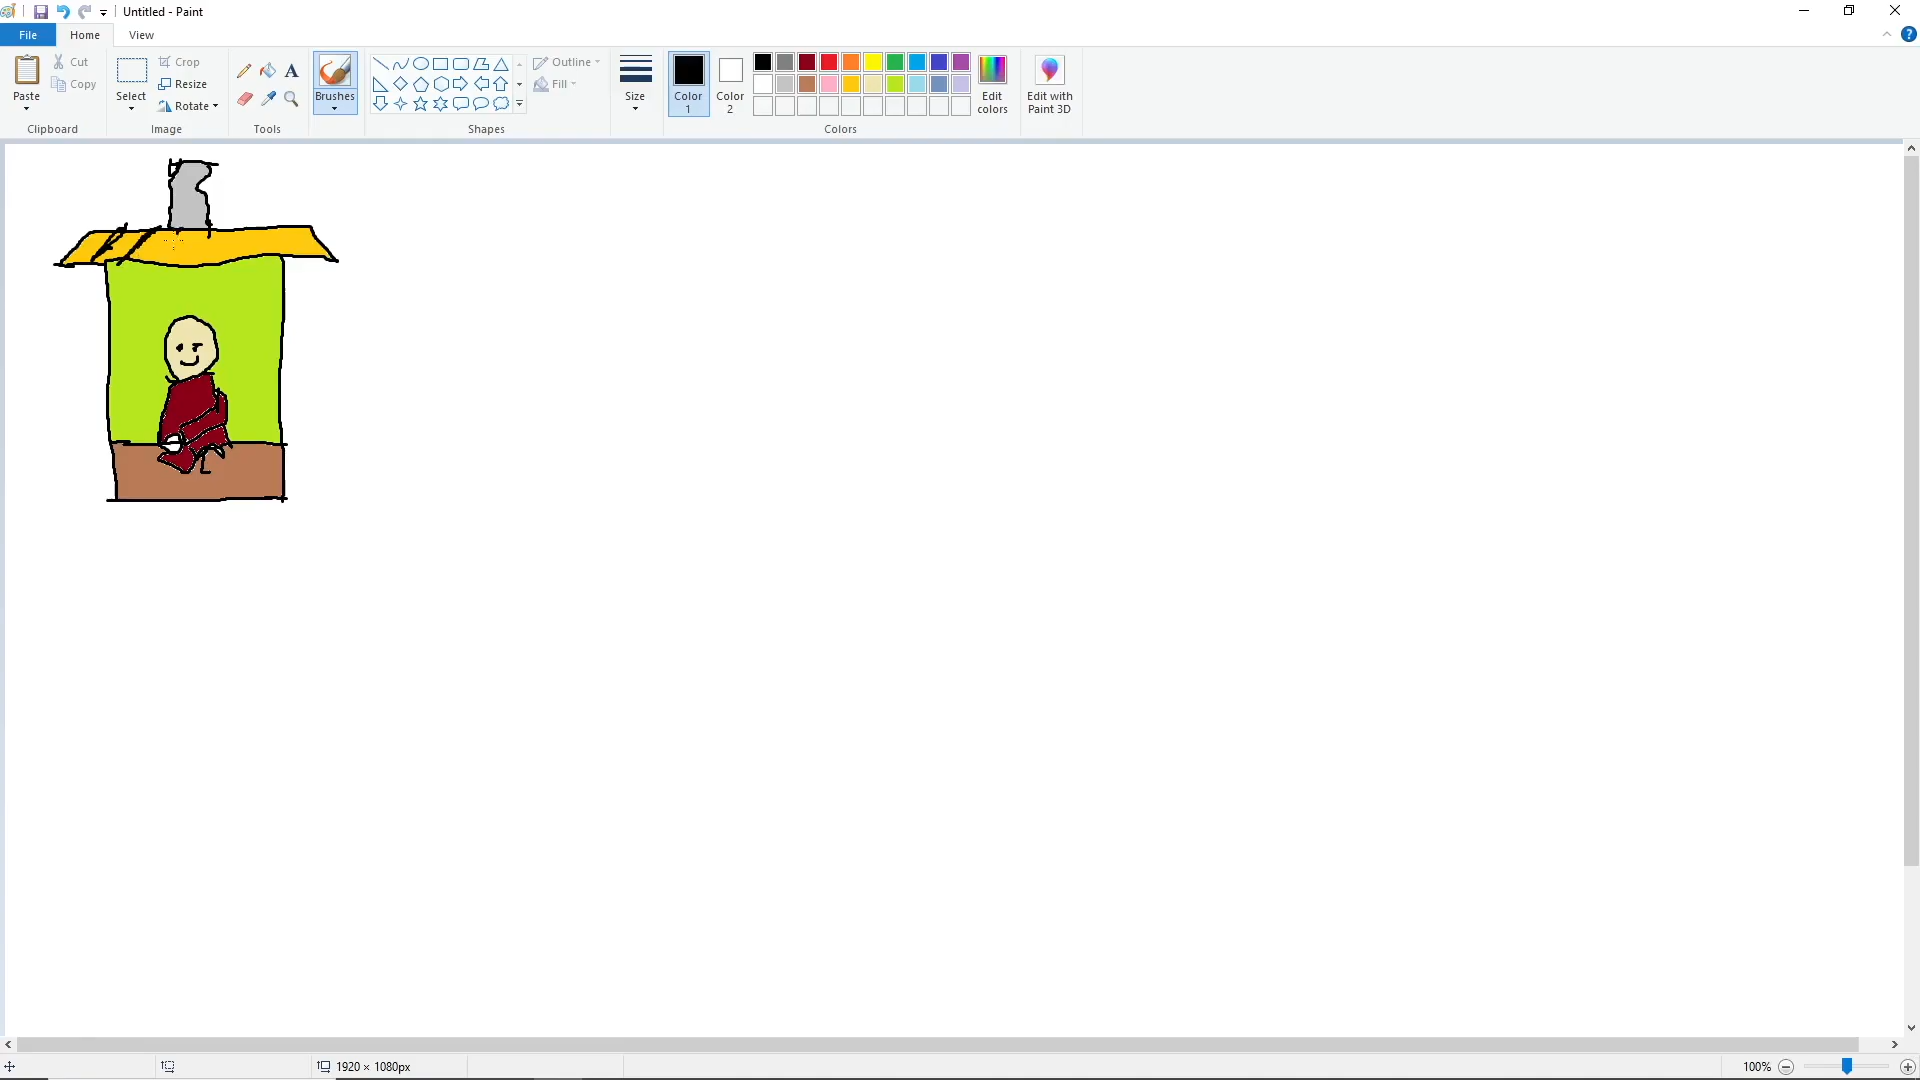 Untitled - Paint
File Home View
Paste
Cut
Copy
Clipboard
Select
Crop
Resize
Rotate
Image
Tools
Brushes
Shapes
Outline
Fill
Size
Color 1
Color 2
Colors
Edit colors
Edit with Paint 3D
1920 × 1080px
100%